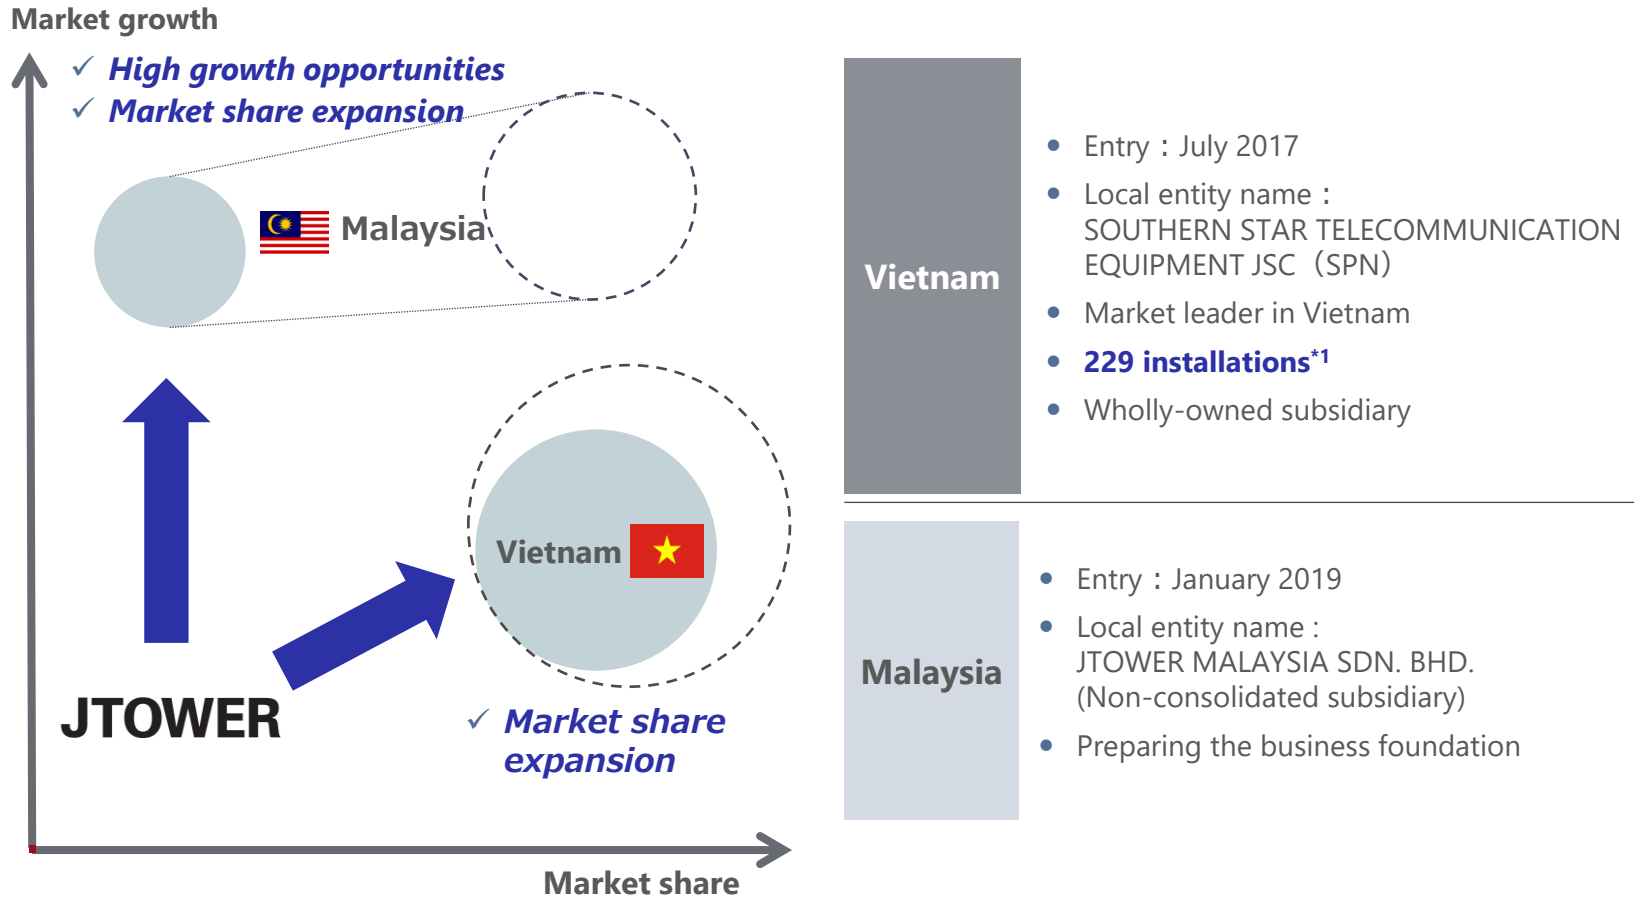 Market growth
✓ High growth opportunities
✓ Market share expansion
Malaysia
Vietnam
JTOWER
✓ Market share
expansion
Market share
Vietnam
• Entry：July 2017
• Local entity name：
SOUTHERN STAR TELECOMMUNICATION
EQUIPMENT JSC（SPN）
• Market leader in Vietnam
• 229 installations*1
• Wholly-owned subsidiary
Malaysia
• Entry：January 2019
• Local entity name :
JTOWER MALAYSIA SDN. BHD.
(Non-consolidated subsidiary)
• Preparing the business foundation